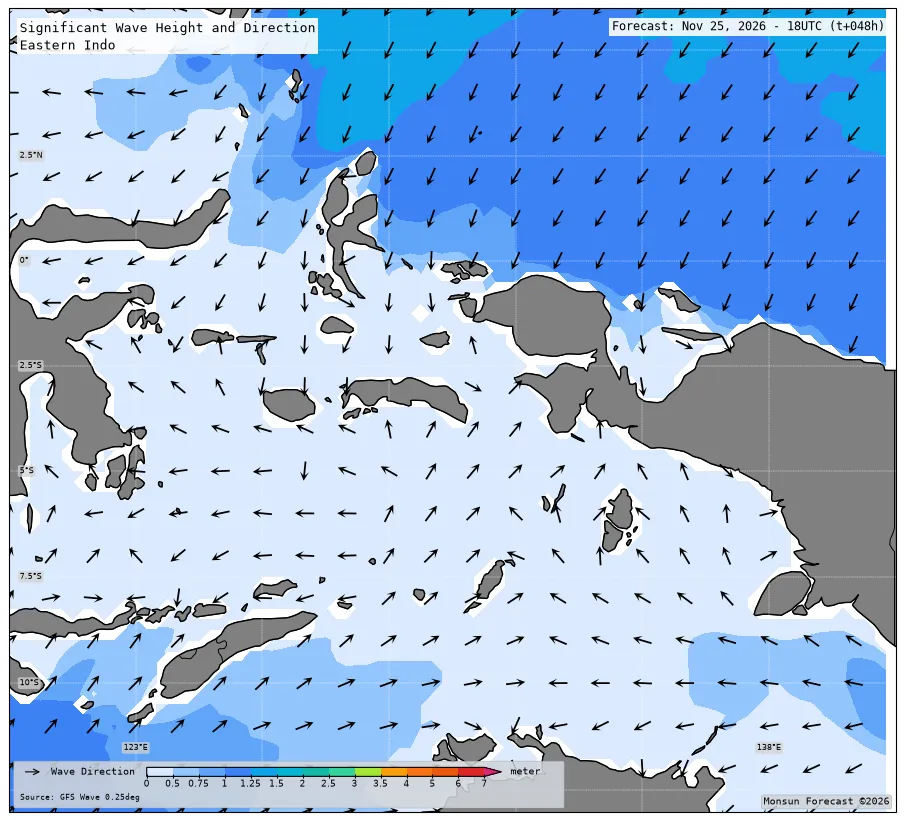 Significant Wave Height and Direction
Eastern Indo
Forecast: Nov 25, 2026 - 18UTC (t+048h)
2.5°N
0°
2.5°S
5°S
7.5°S
10°S
123°E
138°E
Wave Direction
meter
0 0.5 0.75 1 1.25 1.5 2 2.5 3 3.5 4 5 6 7
Source: GFS Wave 0.25deg
Monsun Forecast ©2026